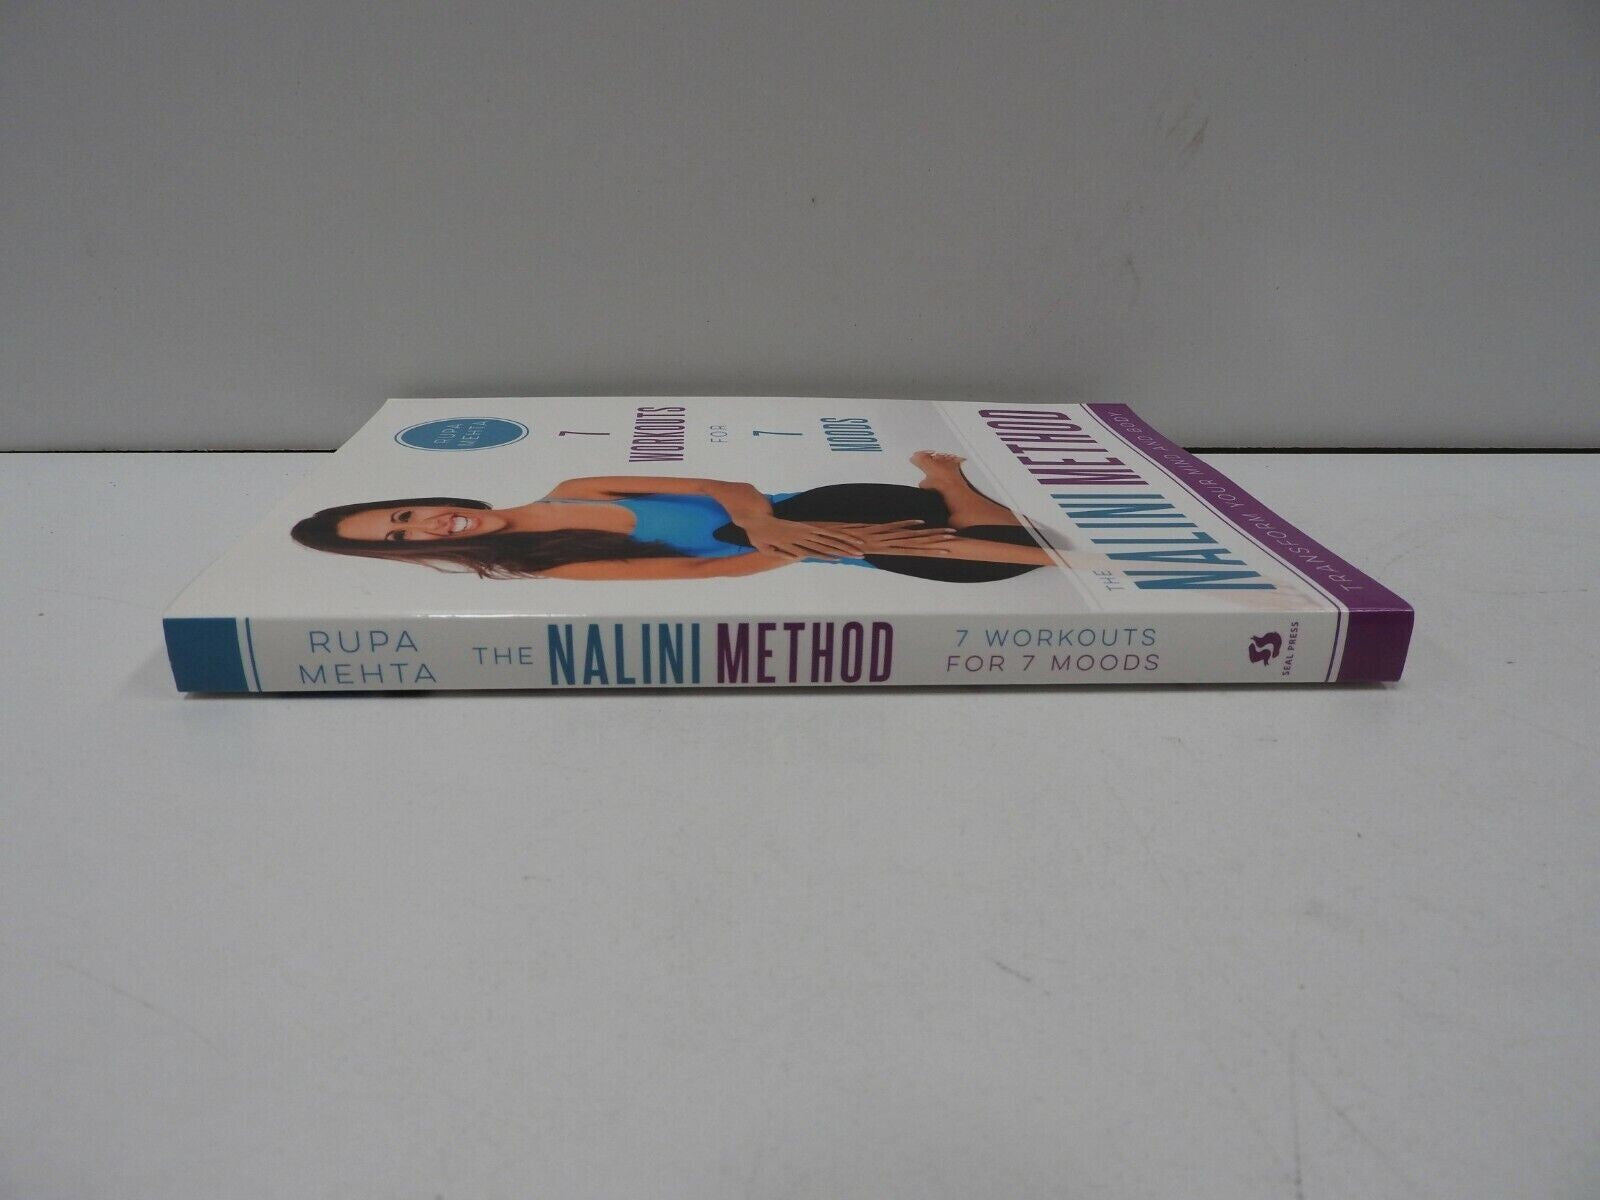 TRANSFORM YOUR MIND AND BODY
THE
NALINI METHOD
7
WORKOUTS
FOR
7
MOODS
RUPA
MEHTA
RUPA
MEHTA
THE NALINI METHOD
7 WORKOUTS
FOR 7 MOODS
SEAL PRESS